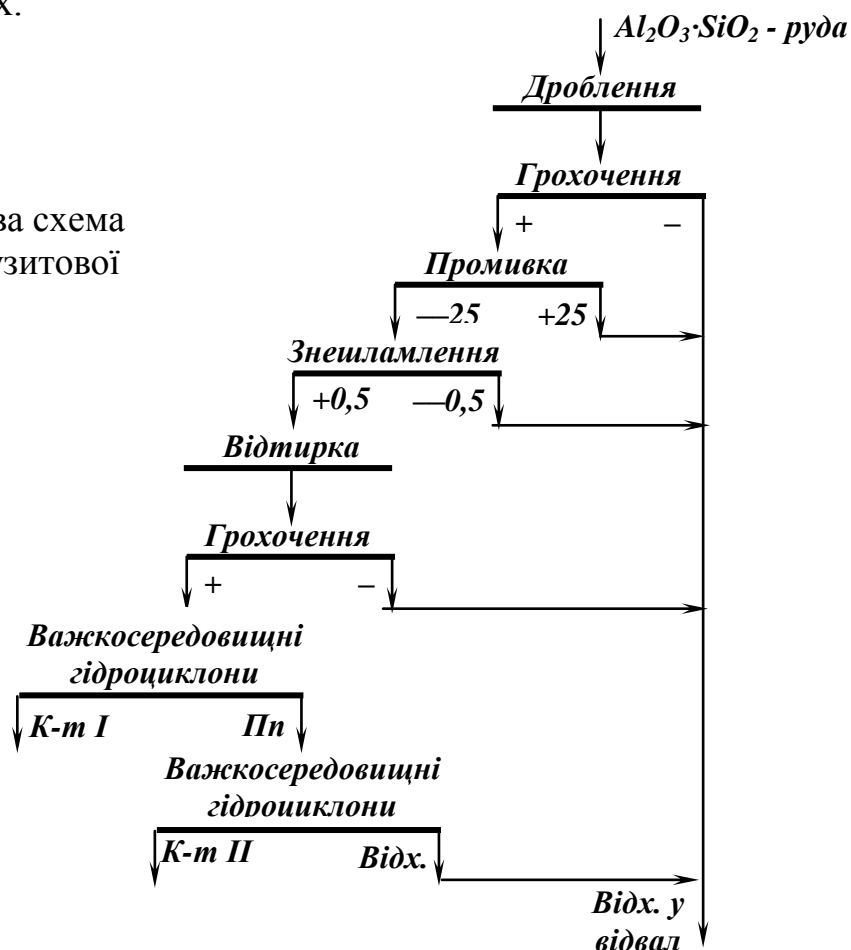 х.
Al₂O₃·SiO₂ - руда
Дроблення
Грохочення
+ –
Промивка
—25 +25
Знешламлення
+0,5 —0,5
Відтирка
Грохочення
+ –
Важкосередовищні
гідроциклони
К-т I Пп
Важкосередовищні
гідроциклони
К-т II Відх.
Відх. у
відвал
ва схема
узитової